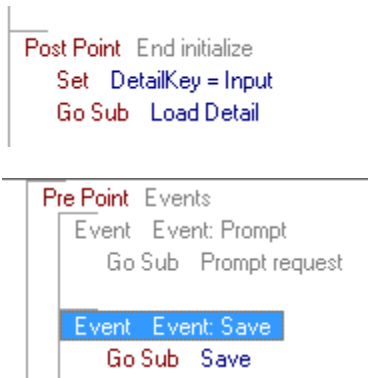 Post Point End initialize
Set DetailKey = Input
Go Sub Load Detail
Pre Point Events
Event Event: Prompt
Go Sub Prompt request
Event Event: Save
Go Sub Save